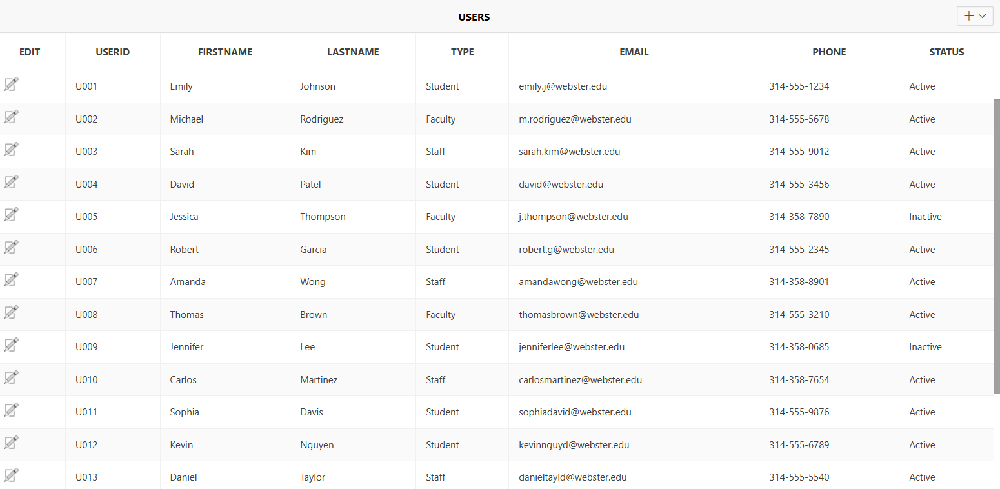 USERS
EDIT USERID FIRSTNAME LASTNAME TYPE EMAIL PHONE STATUS
U001 Emily Johnson Student emily.j@webster.edu 314-555-1234 Active
U002 Michael Rodriguez Faculty m.rodriguez@webster.edu 314-555-5678 Active
U003 Sarah Kim Staff sarah.kim@webster.edu 314-555-9012 Active
U004 David Patel Student david@webster.edu 314-555-3456 Active
U005 Jessica Thompson Faculty j.thompson@webster.edu 314-358-7890 Inactive
U006 Robert Garcia Student robert.g@webster.edu 314-555-2345 Active
U007 Amanda Wong Staff amandawong@webster.edu 314-358-8901 Active
U008 Thomas Brown Faculty thomasbrown@webster.edu 314-555-3210 Active
U009 Jennifer Lee Student jenniferlee@webster.edu 314-358-0685 Inactive
U010 Carlos Martinez Staff carlosmartinez@webster.edu 314-358-7654 Active
U011 Sophia Davis Student sophiadavid@webster.edu 314-555-9876 Active
U012 Kevin Nguyen Student kevinnguyd@webster.edu 314-555-6789 Active
U013 Daniel Taylor Staff danieltayld@webster.edu 314-555-5540 Active